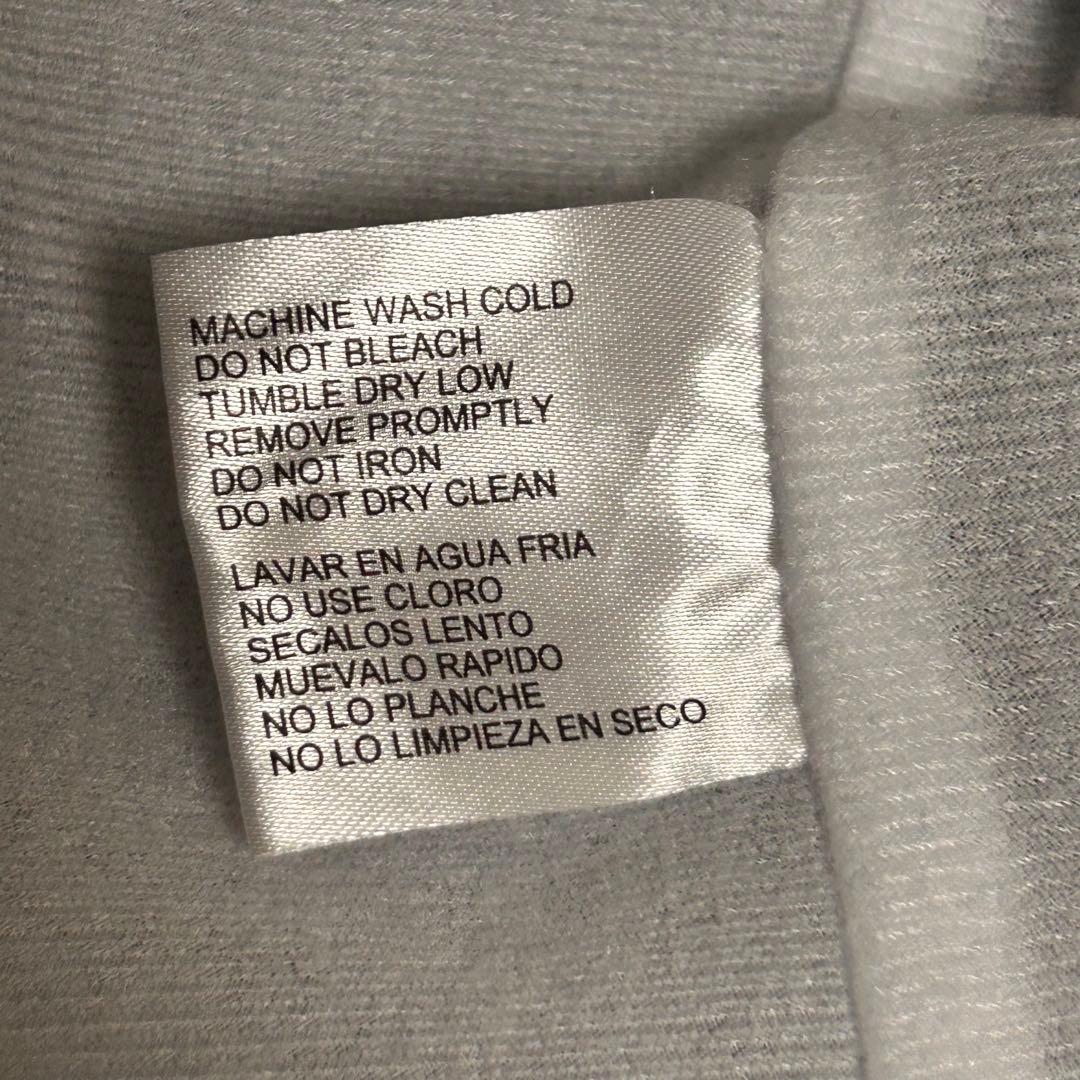 MACHINE WASH COLD
DO NOT BLEACH
TUMBLE DRY LOW
REMOVE PROMPTLY
DO NOT IRON
DO NOT DRY CLEAN
LAVAR EN AGUA FRIA
NO USE CLORO
SECALOS LENTO
MUEVALO RAPIDO
NO LO PLANCHE
NO LO LIMPIEZA EN SECO